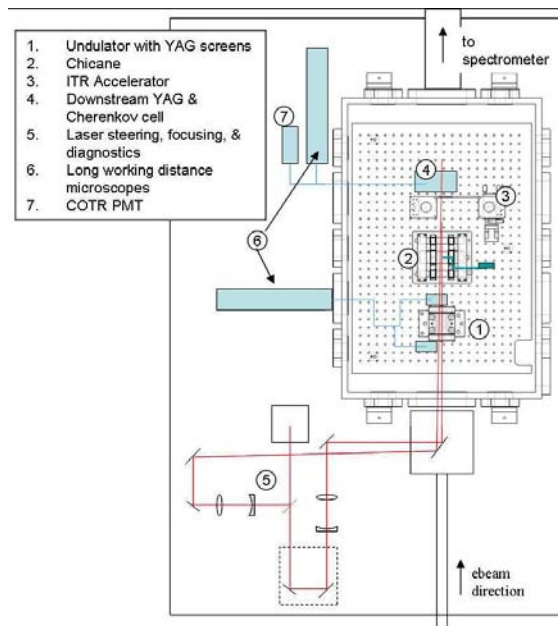 1. Undulator with YAG screens
2. Chicane
3. ITR Accelerator
4. Downstream YAG &
Cherenkov cell
5. Laser steering, focusing, &
diagnostics
6. Long working distance
microscopes
7. COTR PMT
to
spectrometer
7
4
3
6
2
1
5
ebeam
direction